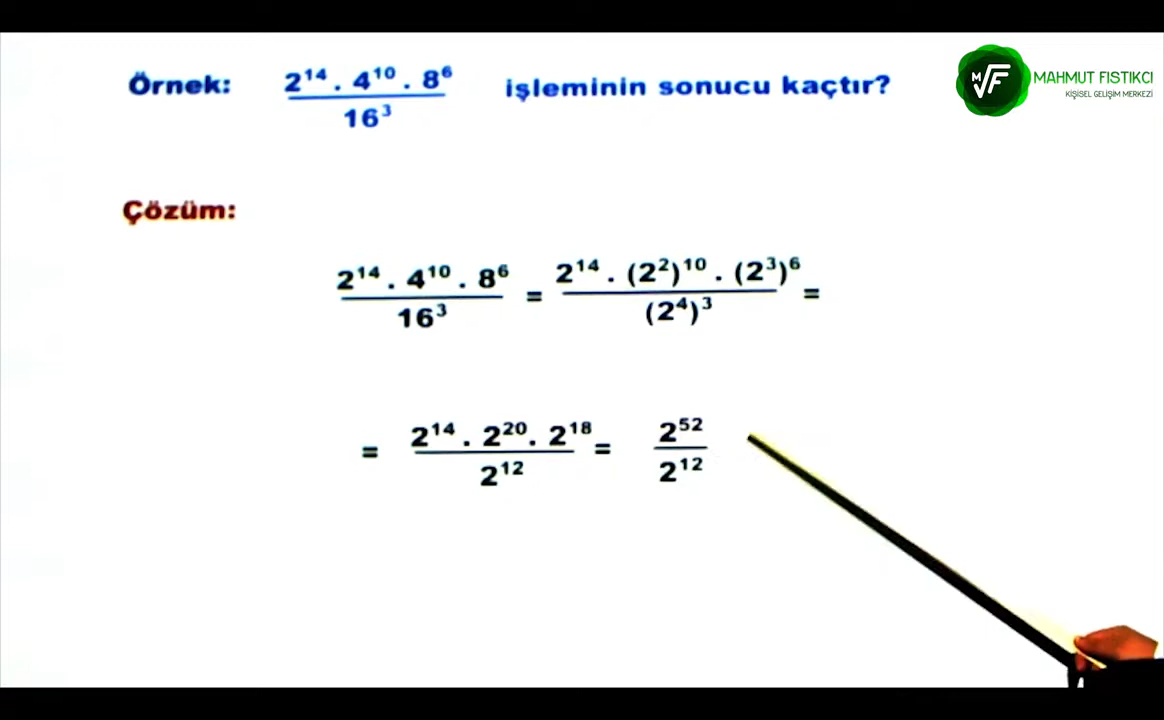 Örnek: 2¹⁴ . 4¹⁰ . 8⁶ / 16³ işleminin sonucu kaçtır?
MVF MAHMUT FISTIKCI
KİŞİSEL GELİŞİM MERKEZİ
Çözüm:
2¹⁴ . 4¹⁰ . 8⁶ / 16³ = 2¹⁴ . (2²)¹⁰ . (2³)⁶ / (2⁴)³ =
= 2¹⁴ . 2²⁰ . 2¹⁸ / 2¹² = 2⁵² / 2¹²